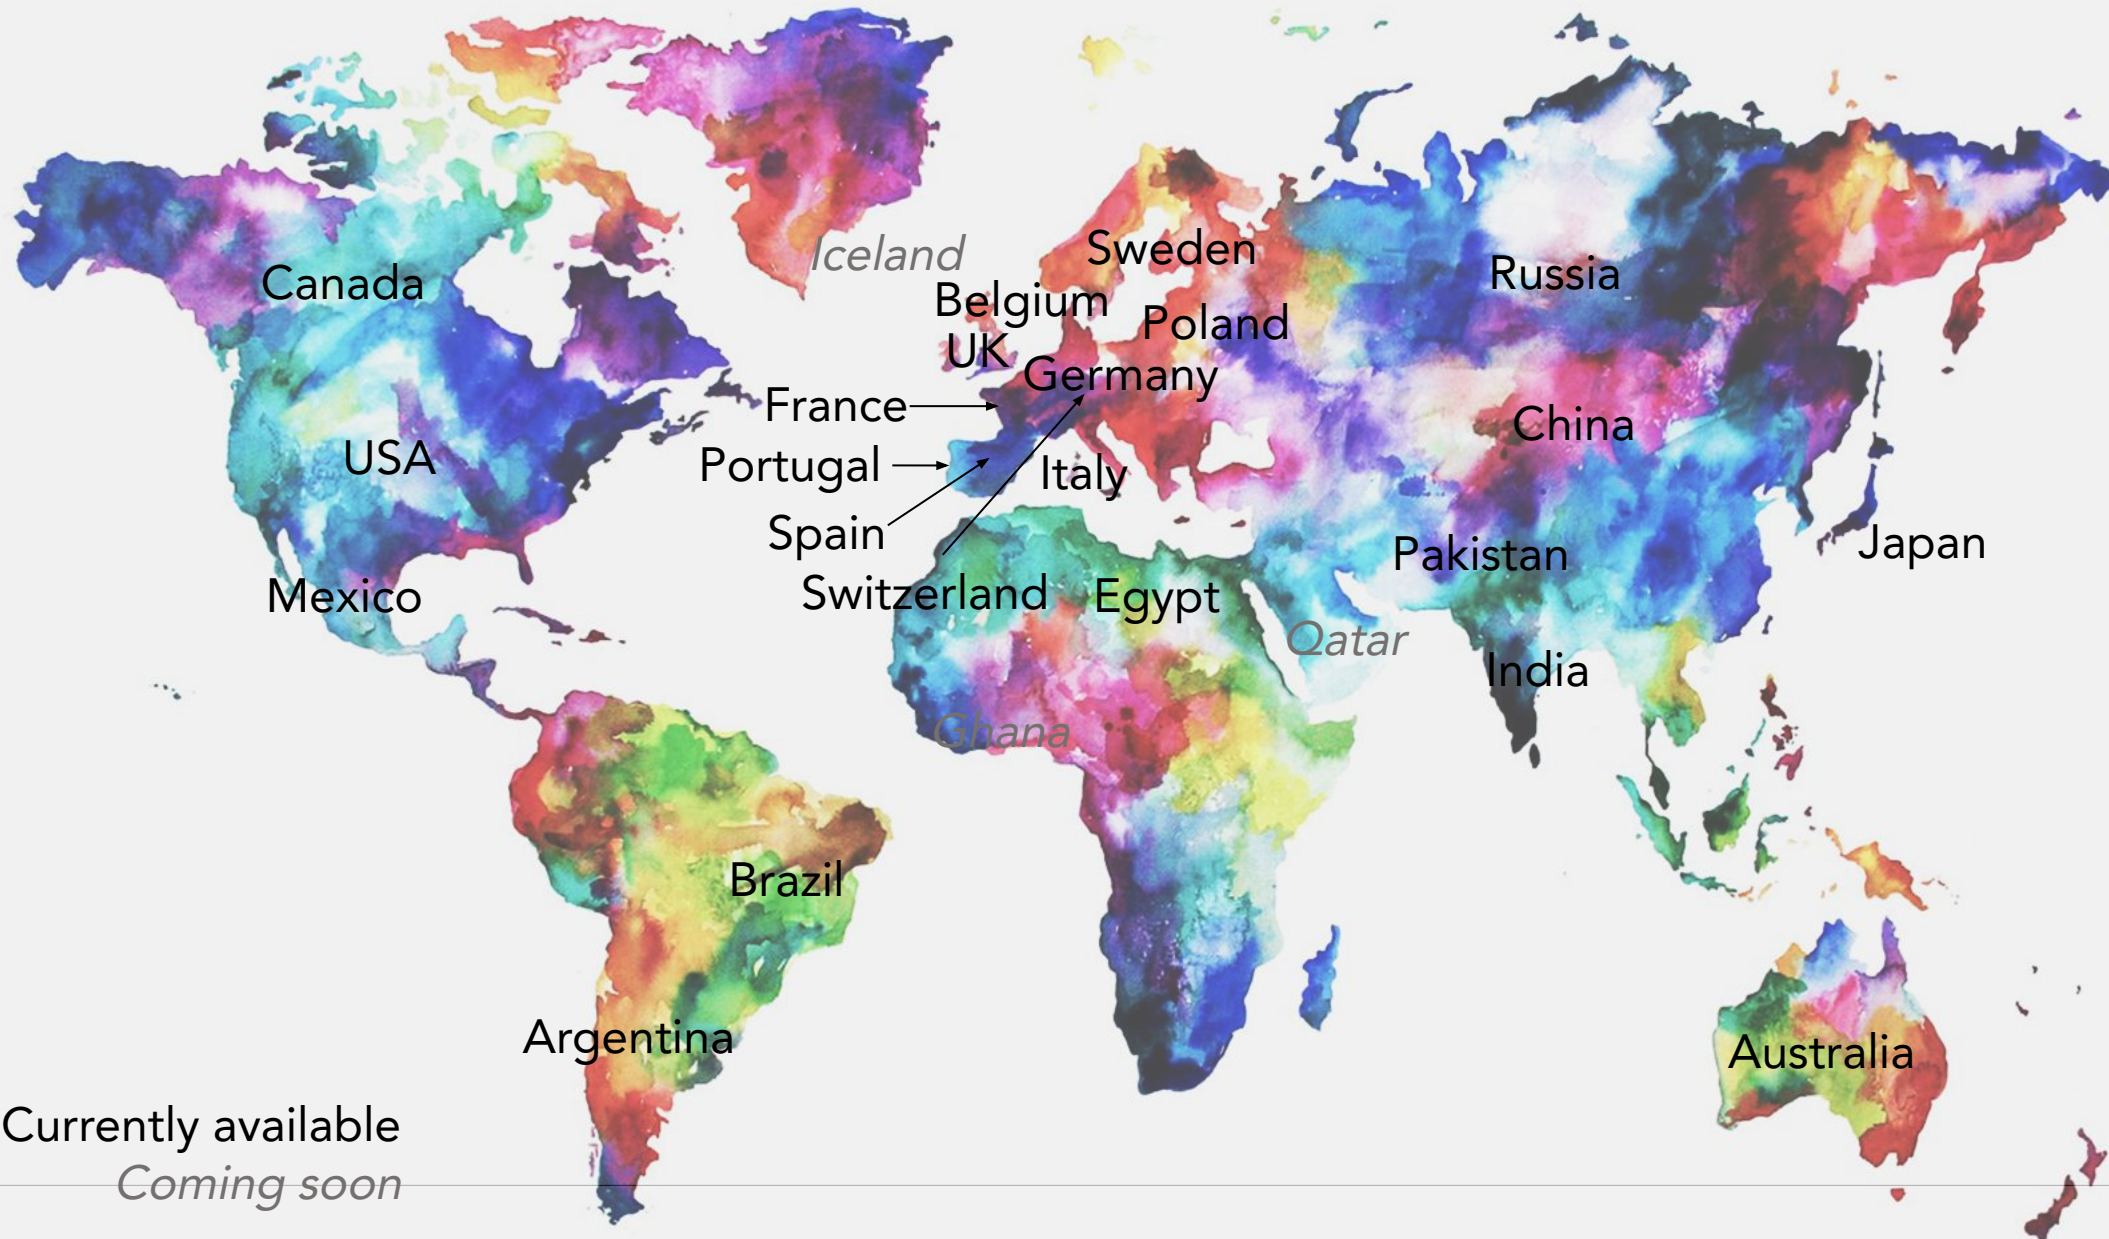 Iceland
Sweden
Canada
Russia
Belgium
Poland
UK
Germany
France
China
USA
Portugal
Italy
Spain
Japan
Pakistan
Mexico
Switzerland
Egypt
Qatar
India
Ghana
Brazil
Argentina
Australia
Currently available
Coming soon